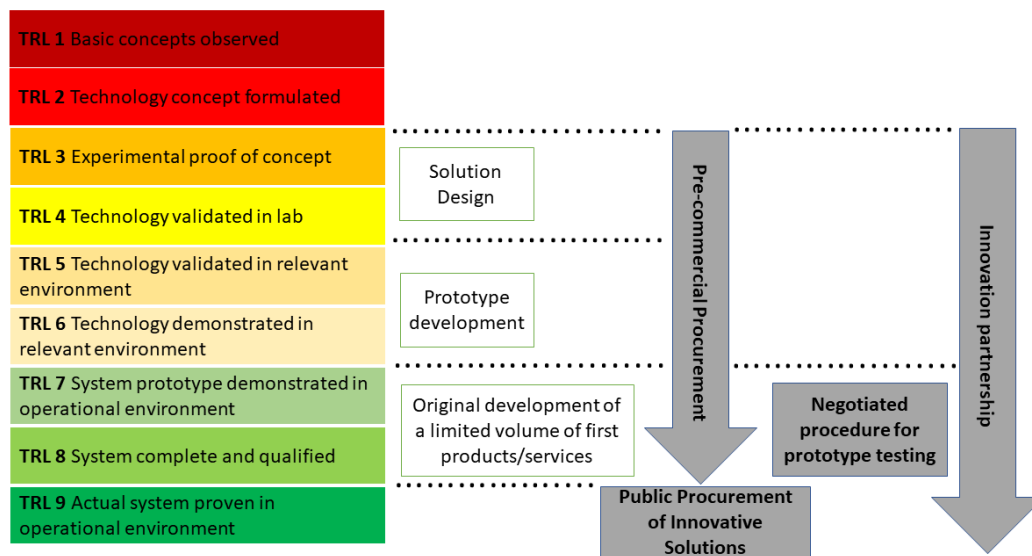 TRL 1 Basic concepts observed
TRL 2 Technology concept formulated
TRL 3 Experimental proof of concept
TRL 4 Technology validated in lab
TRL 5 Technology validated in relevant
environment
TRL 6 Technology demonstrated in
relevant environment
TRL 7 System prototype demonstrated in
operational environment
TRL 8 System complete and qualified
TRL 9 Actual system proven in
operational environment
Solution
Design
Prototype
development
Original development of
a limited volume of first
products/services
Pre-commercial Procurement
Public Procurement
of Innovative
Solutions
Negotiated
procedure for
prototype testing
Innovation partnership